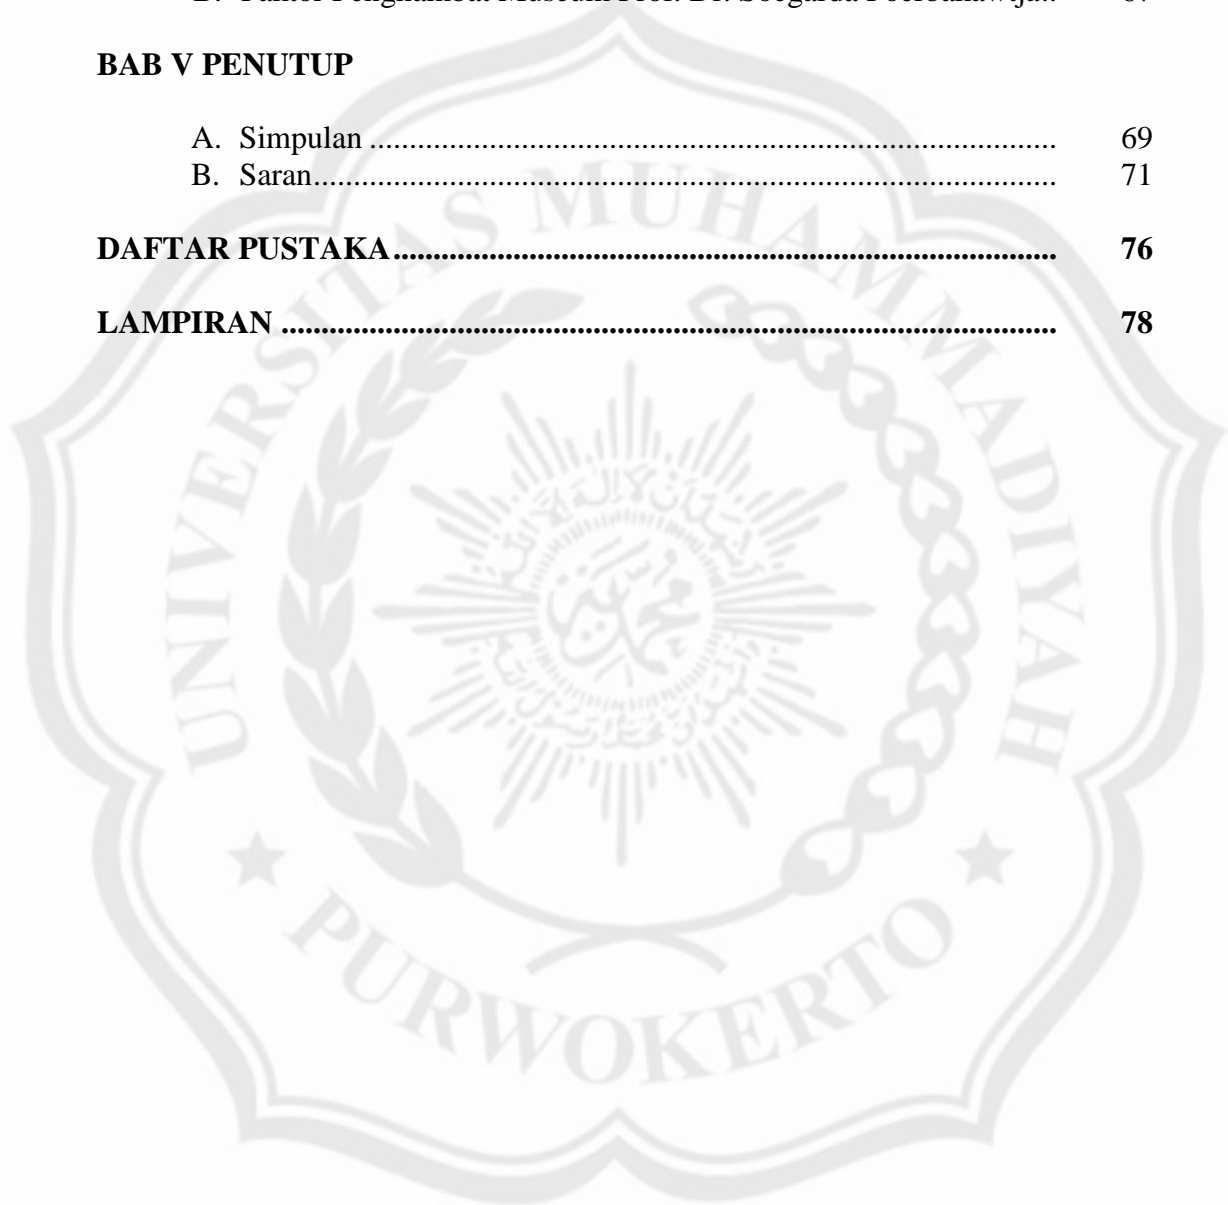 BAB V PENUTUP
A. Simpulan ...................................................................................... 69
B. Saran............................................................................................. 71
DAFTAR PUSTAKA................................................................................... 76
LAMPIRAN ................................................................................................. 78
UNIVERSITAS MUHAMMADIYAH
PURWOKERTO